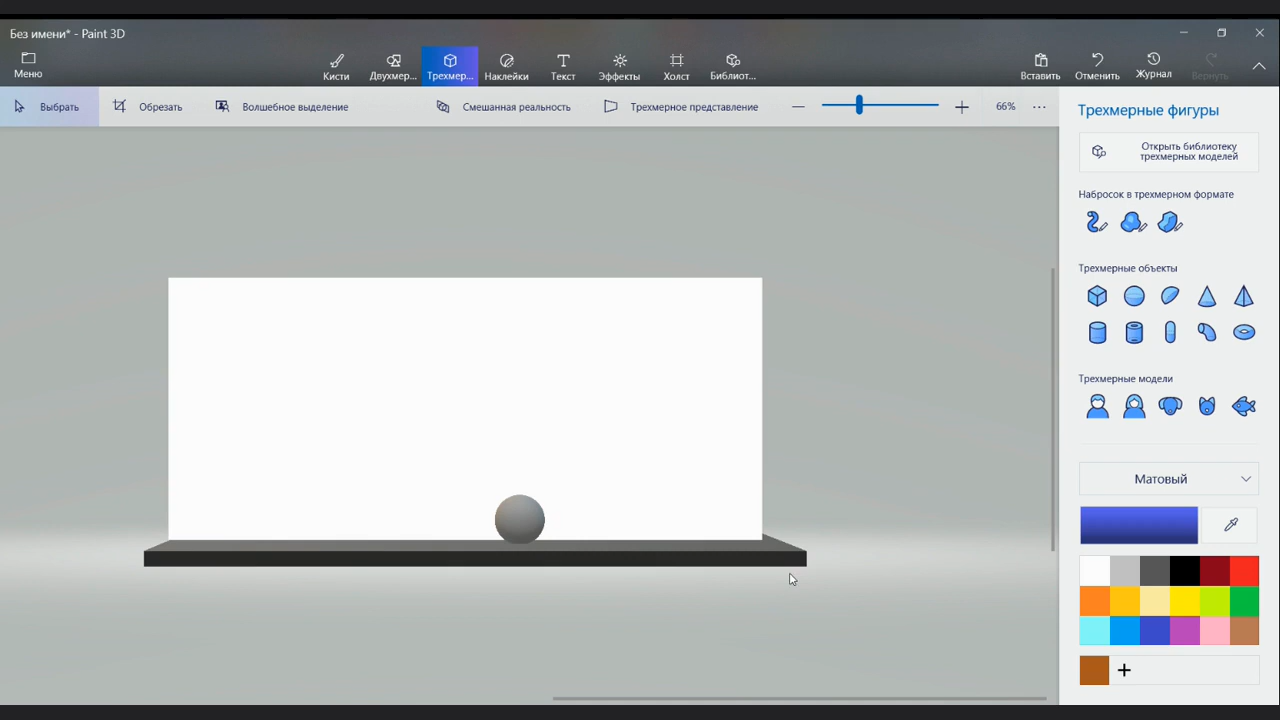 Без имени* - Paint 3D
Меню
Кисти
Двухмер...
Трехмер...
Наклейки
Текст
Эффекты
Холст
Библиот...
Вставить
Отменить
Журнал
Вернуть
Выбрать
Обрезать
Волшебное выделение
Смешанная реальность
Трехмерное представление
66%
Трехмерные фигуры
Открыть библиотеку
трехмерных моделей
Набросок в трехмерном формате
Трехмерные объекты
Трехмерные модели
Матовый